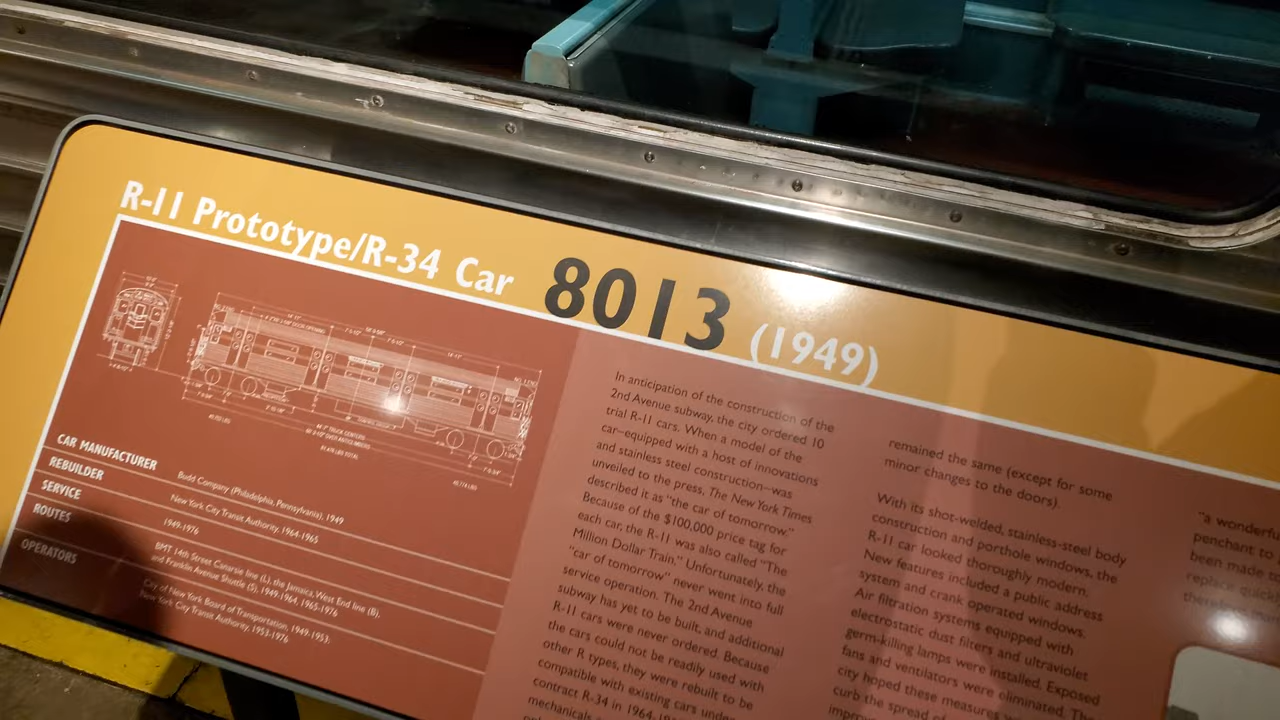 R-11 Prototype/R-34 Car 8013 (1949)
CAR MANUFACTURER
Budd Company (Philadelphia, Pennsylvania), 1949
REBUILDER
New York City Transit Authority, 1964-1965
SERVICE
1949-1976
ROUTES
BMT 14th Street Canarsie line (L), the Jamaica, West End line (B),
and Franklin Avenue Shuttle (S), 1949-1964, 1965-1976
OPERATORS
City of New York Board of Transportation, 1949-1953;
New York City Transit Authority, 1953-1976
In anticipation of the construction of the
2nd Avenue subway, the city ordered 10
trial R-11 cars. When a model of the
car—equipped with a host of innovations
and stainless steel construction—was
unveiled to the press, The New York Times
described it as "the car of tomorrow."
Because of the $100,000 price tag for
each car, the R-11 was also called "The
Million Dollar Train." Unfortunately, the
"car of tomorrow" never went into full
service operation. The 2nd Avenue
subway has yet to be built, and additional
R-11 cars were never ordered. Because
the cars could not be readily used with
other R types, they were rebuilt to be
compatible with existing cars under
contract R-34 in 1964,
mechanicals
remained the same (except for some
minor changes to the doors).
With its shot-welded, stainless-steel body
construction and porthole windows, the
R-11 car looked thoroughly modern.
New features included a public address
system and crank operated windows.
Air filtration systems equipped with
electrostatic dust filters and ultraviolet
germ-killing lamps were installed. Exposed
fans and ventilators were eliminated. The
city hoped these measures would
curb the spread of
"a wonderfu
penchant to
been made t
replace quick